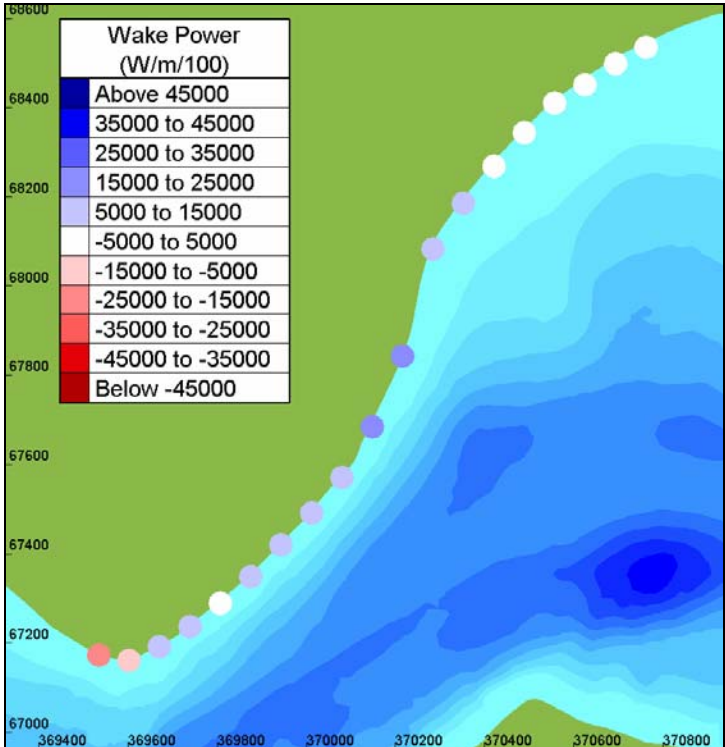 68600
Wake Power
(W/m/100)
Above 45000
35000 to 45000
25000 to 35000
15000 to 25000
5000 to 15000
-5000 to 5000
-15000 to -5000
-25000 to -15000
-35000 to -25000
-45000 to -35000
Below -45000
68400
68200
68000
67800
67600
67400
67200
67000
369400 369600 369800 370000 370200 370400 370600 370800